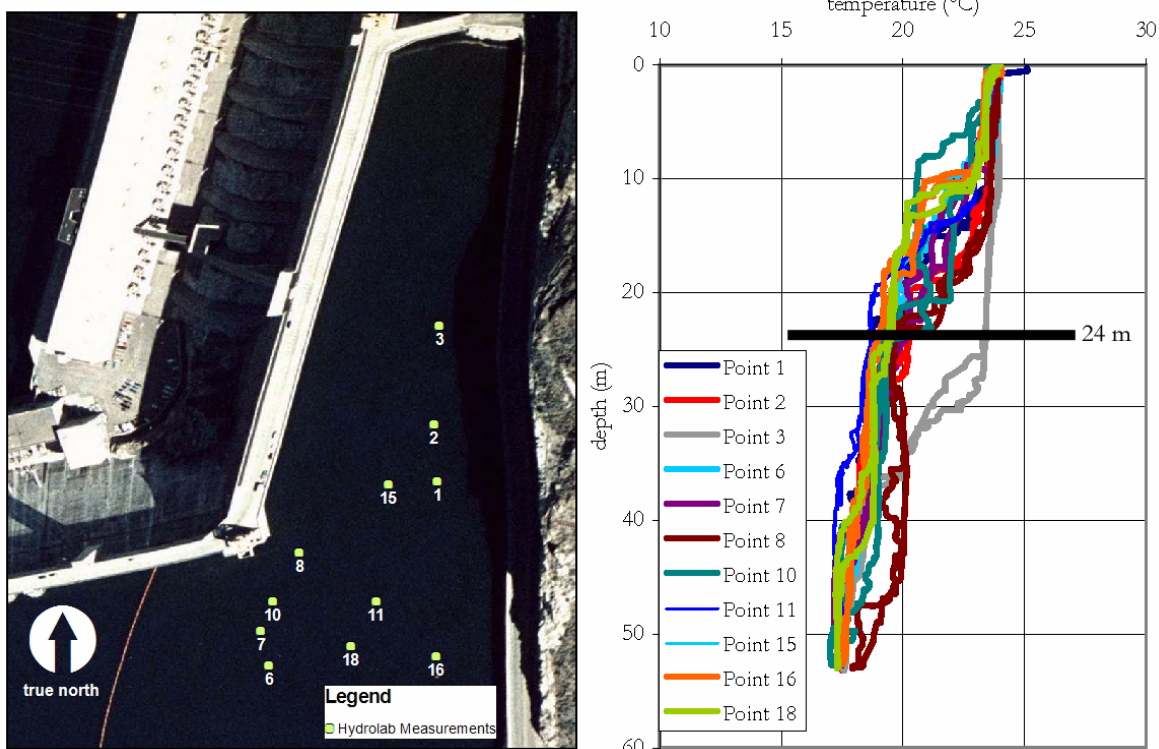 3
2
15
1
8
10
11
7
18
6
16
true north
Legend
Hydrolab Measurements
temperature (°C)
10 15 20 25 30
0
10
20
24 m
30
40
50
60
depth (m)
Point 1
Point 2
Point 3
Point 6
Point 7
Point 8
Point 10
Point 11
Point 15
Point 16
Point 18